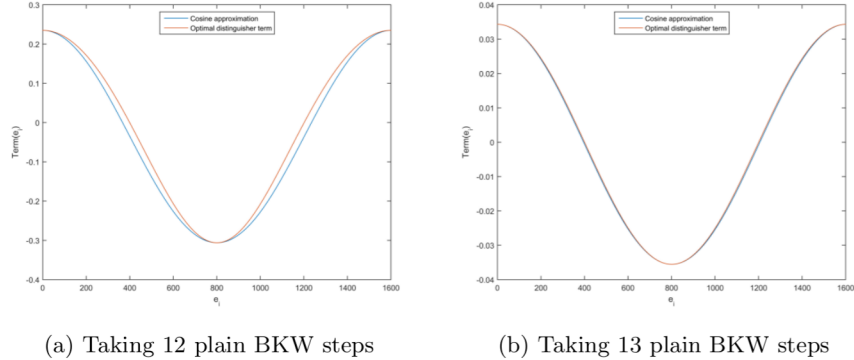 Cosine approximation
Optimal distinguisher term
0.3
0.2
0.1
0
-0.1
-0.2
-0.3
-0.4
Term(e_i)
0 200 400 600 800 1000 1200 1400 1600
e_i
(a) Taking 12 plain BKW steps
Cosine approximation
Optimal distinguisher term
0.04
0.03
0.02
0.01
0
-0.01
-0.02
-0.03
-0.04
Term(e_i)
0 200 400 600 800 1000 1200 1400 1600
e_i
(b) Taking 13 plain BKW steps